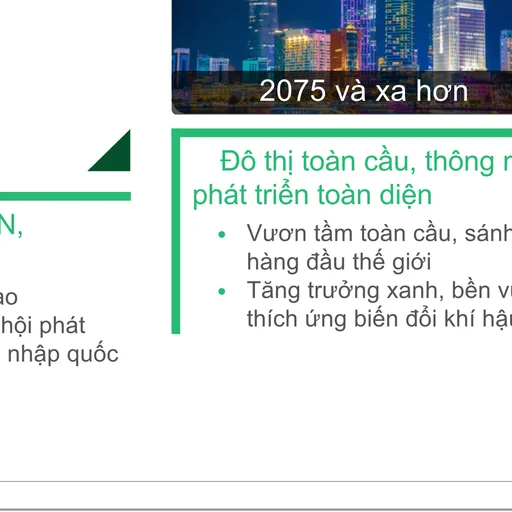 2075 và xa hơn
Đô thị toàn cầu, thông
phát triển toàn diện
Vươn tầm toàn cầu, sánh
hàng đầu thế giới
Tăng trưởng xanh, bền
thích ứng biến đổi khí hậu
N,
ao
hội phát
nhập quốc